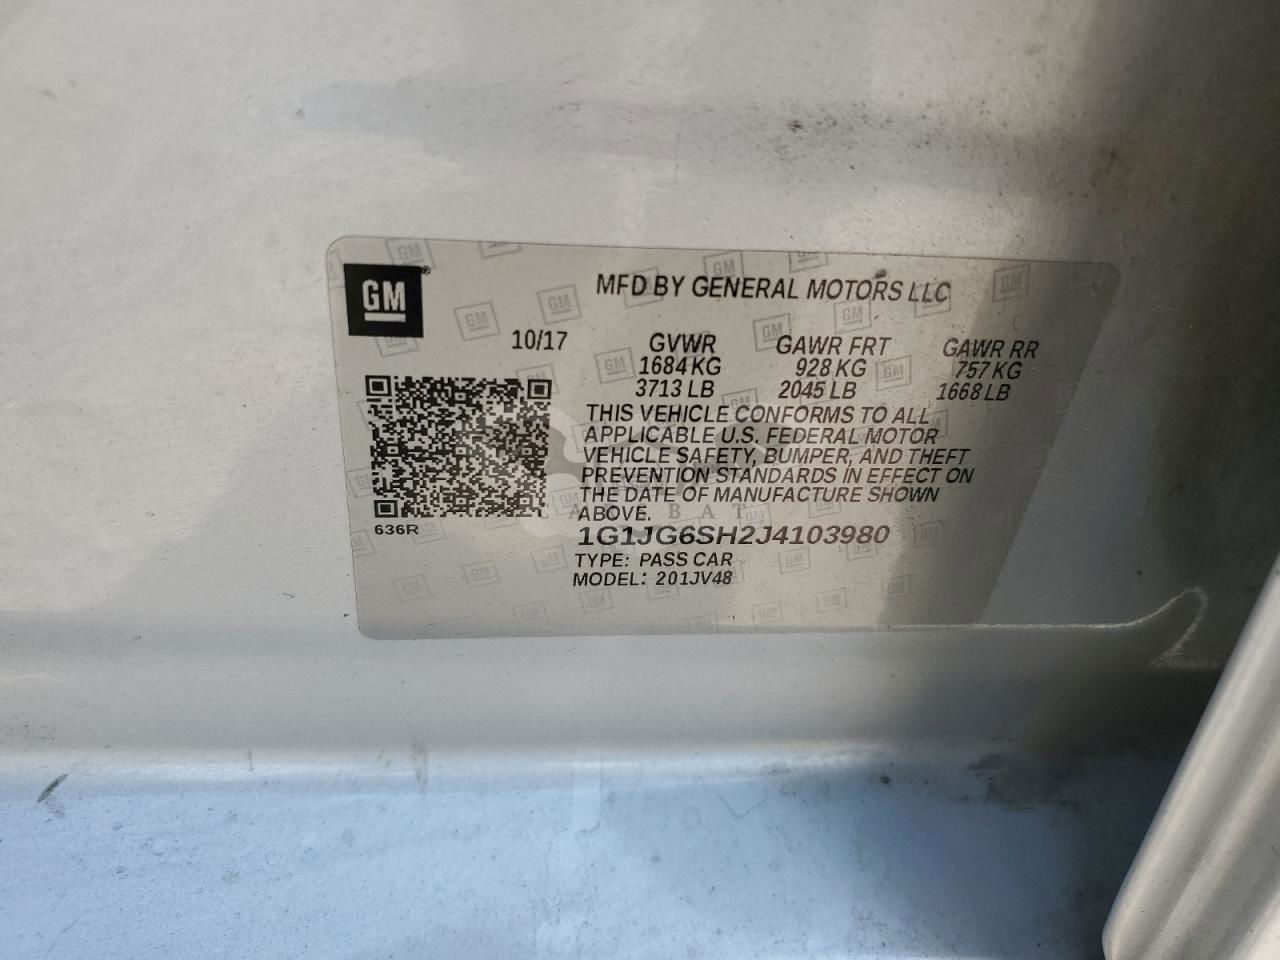 GM
MFD BY GENERAL MOTORS LLC
10/17 GVWR GAWR FRT GAWR RR
1684 KG 928 KG 757 KG
3713 LB 2045 LB 1668 LB
THIS VEHICLE CONFORMS TO ALL
APPLICABLE U.S. FEDERAL MOTOR
VEHICLE SAFETY, BUMPER, AND THEFT
PREVENTION STANDARDS IN EFFECT ON
THE DATE OF MANUFACTURE SHOWN
ABOVE.
636R
1G1JG6SH2J4103980
TYPE: PASS CAR
MODEL: 201JV48